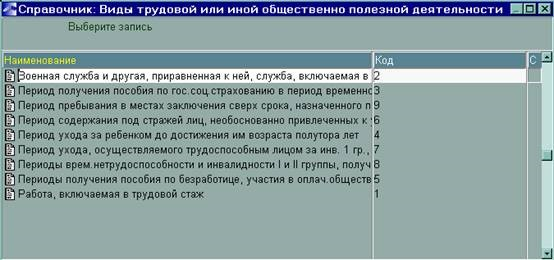 Справочник: Виды трудовой или иной общественно полезной деятельности
Выберите запись
Наименование Код С
Военная служба и другая, приравненная к ней, служба, включаемая в 2
Период получения пособия по гос.соц.страхованию в период временно 3
Период пребывания в местах заключения сверх срока, назначенного п 9
Период содержания под стражей лиц, необоснованно привлеченных к 6
Период ухода за ребенком до достижения им возраста полутора лет 4
Период ухода, осуществляемого трудоспособным лицом за инв. 1 гр., 7
Периоды врем.нетрудоспособности и инвалидности I и II группы, получ 8
Периоды получения пособия по безработице, участия в оплач.обществ 5
Работа, включаемая в трудовой стаж 1